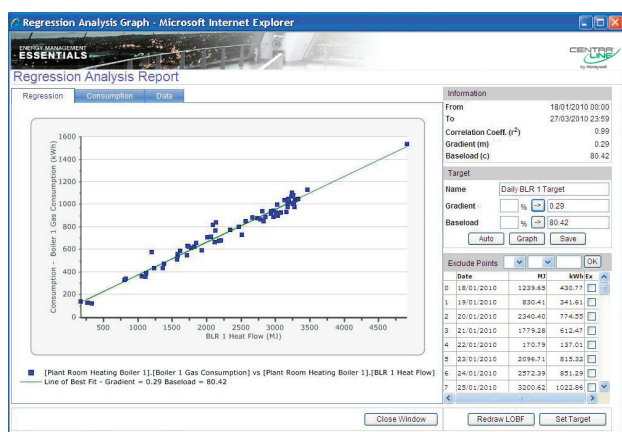 Regression Analysis Graph - Microsoft Internet Explorer
ENERGY MANAGEMENT
ESSENTIALS
CENTRA
LINE
by Honeywell
Regression Analysis Report
Regression Consumption Data
1600
1400
1200
1000
800
600
400
200
0
500 1000 1500 2000 2500 3000 3500 4000 4500
Consumption - Boiler 1 Gas Consumption (kWh)
BLR 1 Heat Flow (MJ)
[Plant Room Heating Boiler 1].[Boiler 1 Gas Consumption] vs [Plant Room Heating Boiler 1].[BLR 1 Heat Flow]
Line of Best Fit - Gradient = 0.29 Baseload = 80.42
Information
From 18/01/2010 00:00
To 27/03/2010 23:59
Correlation Coeff. (r2) 0.99
Gradient (m) 0.29
Baseload (c) 80.42
Target
Name Daily BLR 1 Target
Gradient % -> 0.29
Baseload % -> 80.42
Auto Graph Save
Exclude Points OK
Date MJ kWh Ex
0 18/01/2010 1239.65 430.77
1 19/01/2010 830.41 341.61
2 20/01/2010 2340.40 774.55
3 21/01/2010 1779.28 612.47
4 22/01/2010 170.79 137.01
5 23/01/2010 2096.71 815.32
6 24/01/2010 2572.39 851.29
7 25/01/2010 3200.62 1022.86
Close Window Redraw LOBF Set Target